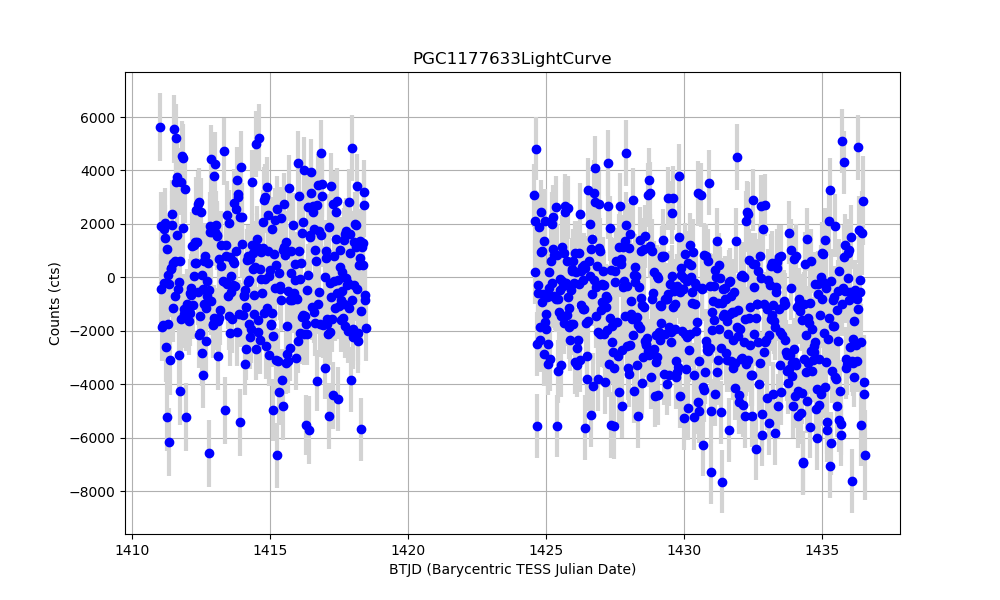 PGC1177633LightCurve
6000
4000
2000
0
−2000
−4000
−6000
−8000
Counts (cts)
1410 1415 1420 1425 1430 1435
BTJD (Barycentric TESS Julian Date)